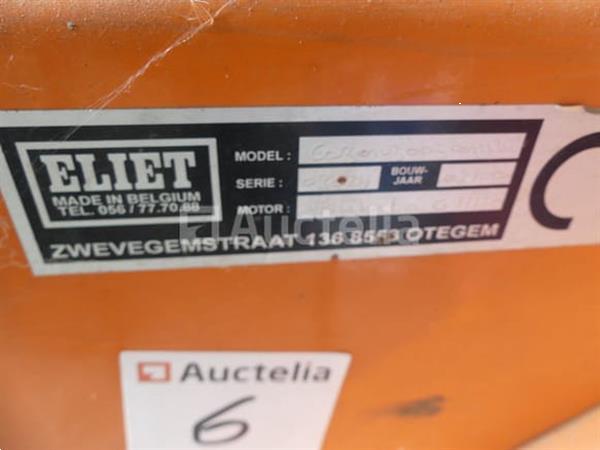 ELIET
MADE IN BELGIUM
TEL. 056/77.70.88
MODEL :
SERIE :
BOUW-
JAAR
MOTOR :
ZWEVEGEMSTRAAT 136 8553 OTEGEM
Auctelia
Auctelia
6